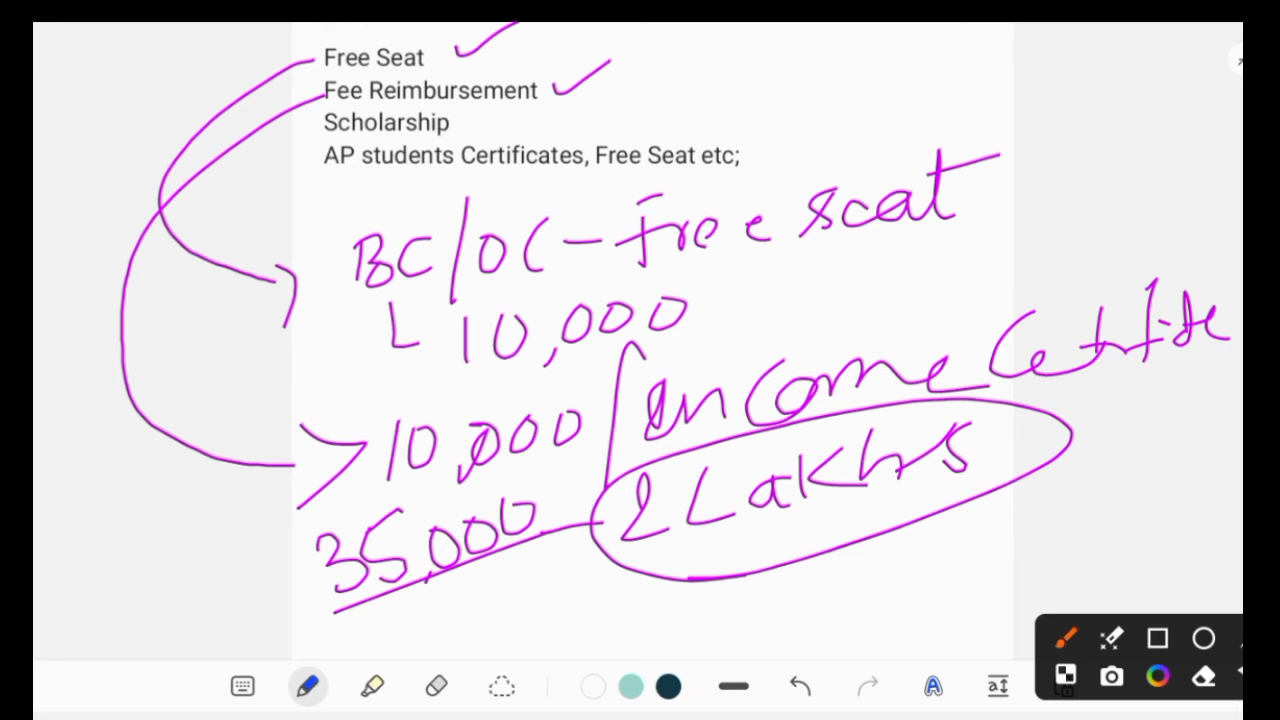 Free Seat
Fee Reimbursement
Scholarship
AP students Certificates, Free Seat etc;
BC/OC - free seat
10,000
Income
>10,000
2 Lakhs
35,000